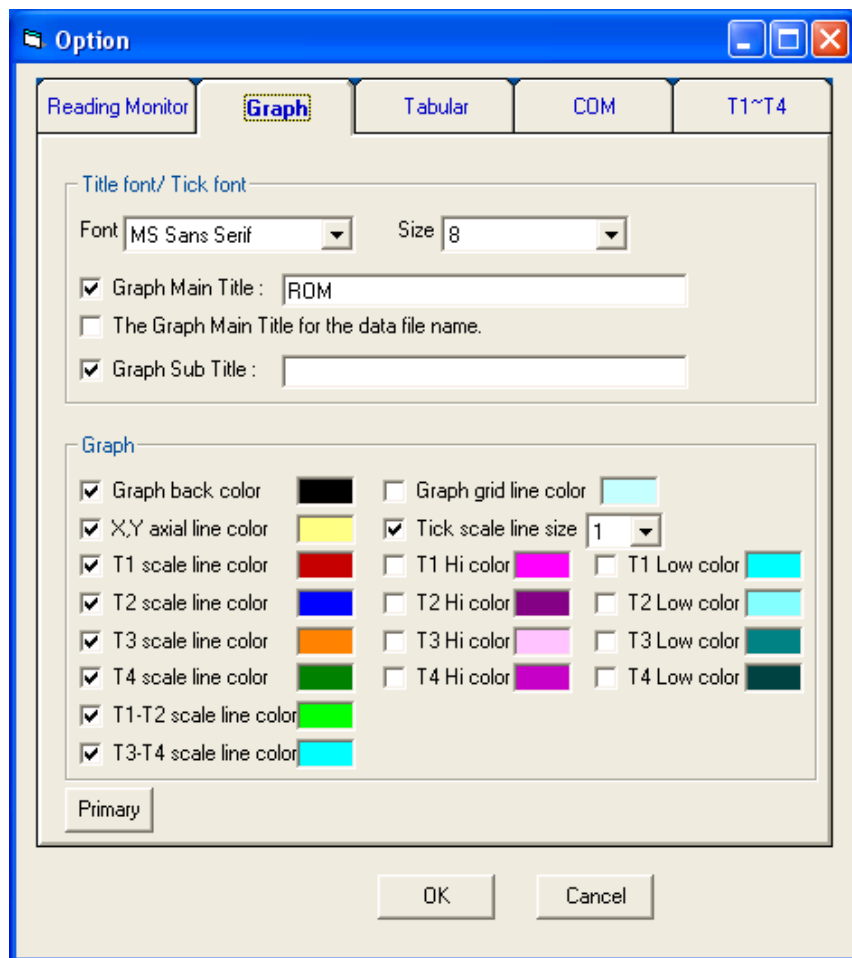 Option
Reading Monitor Graph Tabular COM T1~T4
Title font/ Tick font
Font MS Sans Serif Size 8
Graph Main Title : ROM
The Graph Main Title for the data file name.
Graph Sub Title :
Graph
Graph back color Graph grid line color
X,Y axial line color Tick scale line size 1
T1 scale line color T1 Hi color T1 Low color
T2 scale line color T2 Hi color T2 Low color
T3 scale line color T3 Hi color T3 Low color
T4 scale line color T4 Hi color T4 Low color
T1-T2 scale line color
T3-T4 scale line color
Primary
OK Cancel